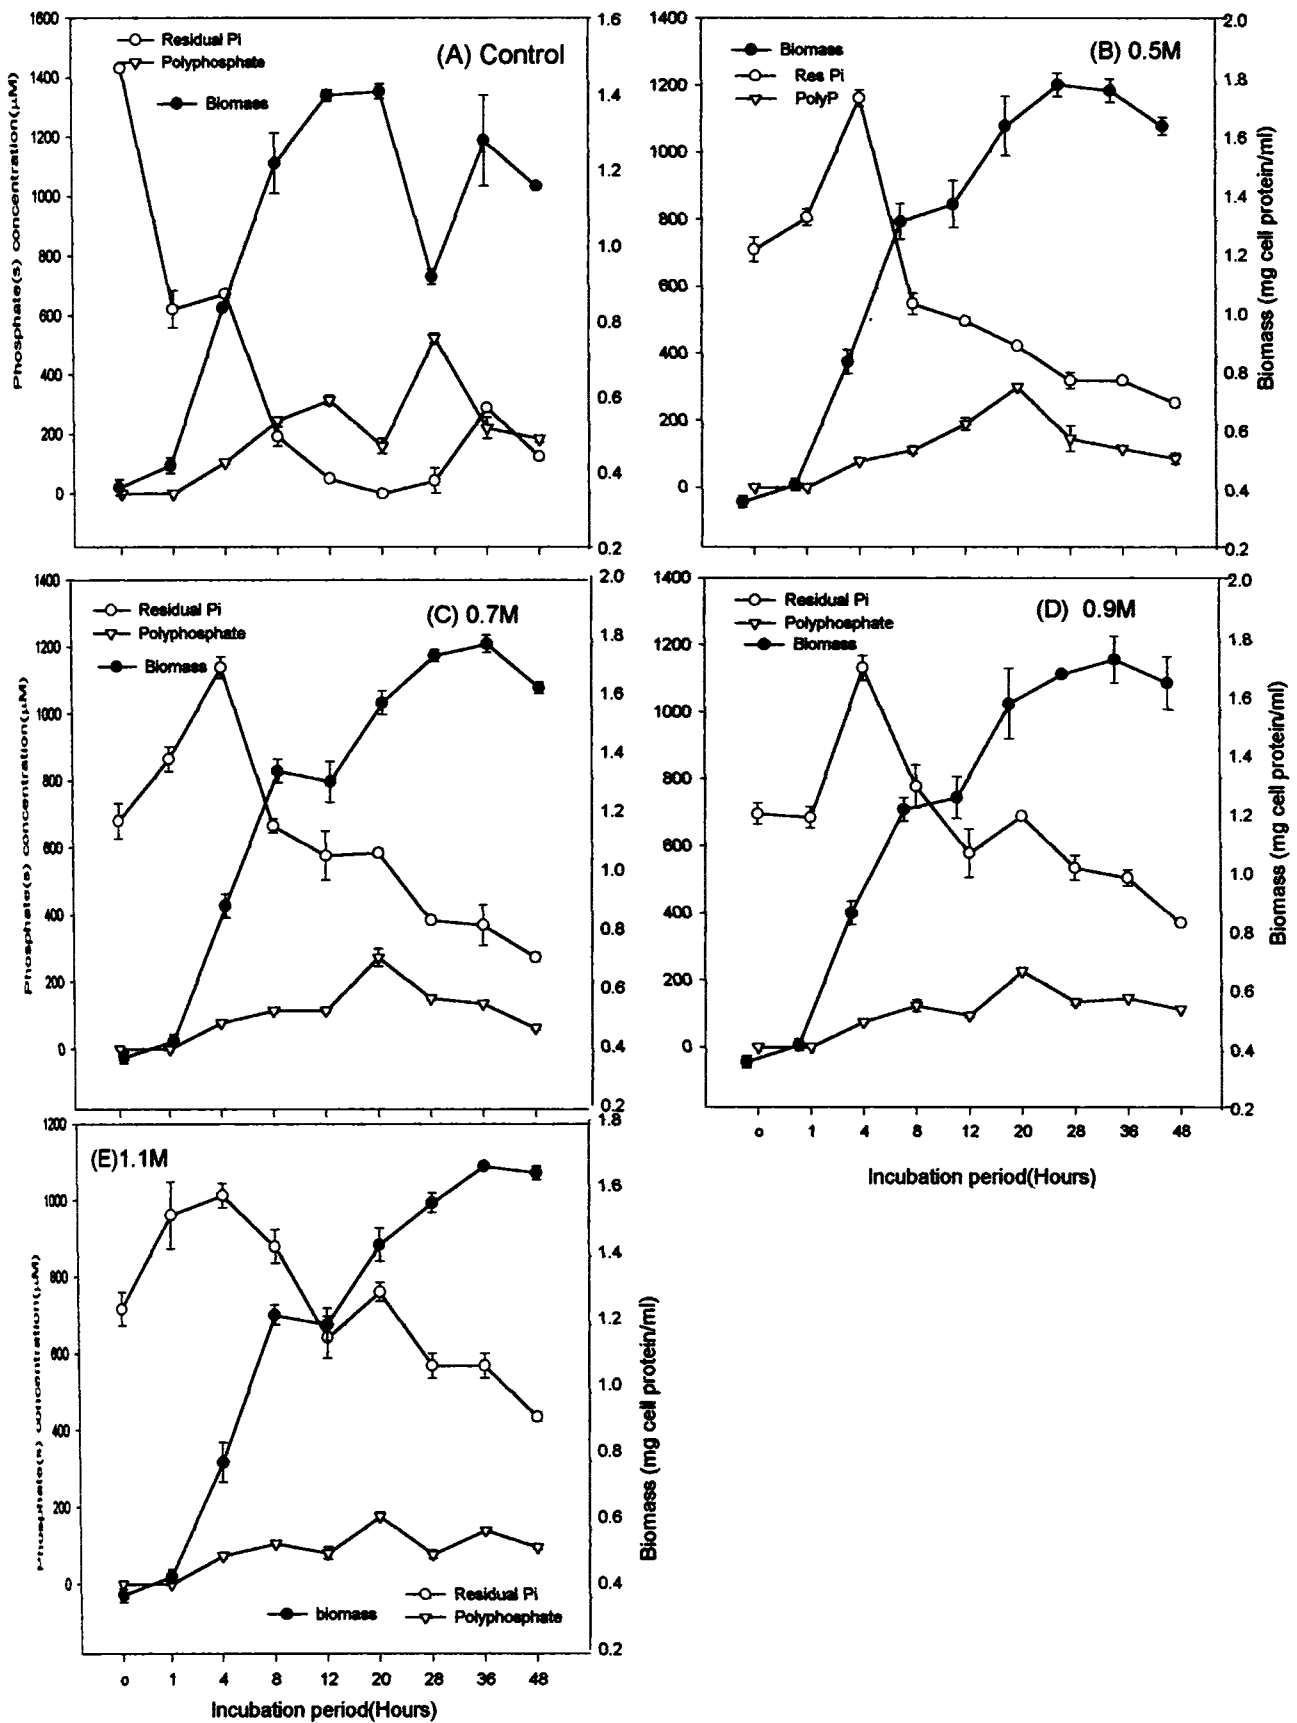 (A) Control
Residual Pi
Polyphosphate
Biomass
Phosphate(s) concentration(μM)
1600
1400
1200
1000
800
600
400
200
0
1.6
1.4
1.2
1.0
0.8
0.6
0.4
0.2
(B) 0.5M
Biomass
Res Pi
PolyP
1400
1200
1000
800
600
400
200
0
2.0
1.8
1.6
1.4
1.2
1.0
0.8
0.6
0.4
0.2
Biomass (mg cell protein/ml)
(C) 0.7M
Residual Pi
Polyphosphate
Biomass
Phosphate(s) concentration(μM)
1400
1200
1000
800
600
400
200
0
2.0
1.8
1.6
1.4
1.2
1.0
0.8
0.6
0.4
0.2
(D) 0.9M
Residual Pi
Polyphosphate
Biomass
1400
1200
1000
800
600
400
200
0
2.0
1.8
1.6
1.4
1.2
1.0
0.8
0.6
0.4
0.2
Biomass (mg cell protein/ml)
0 1 4 8 12 20 28 36 48
Incubation period(Hours)
(E)1.1M
Phosphate(s) concentration(μM)
1200
1000
800
600
400
200
0
1.8
1.6
1.4
1.2
1.0
0.8
0.6
0.4
0.2
Biomass (mg cell protein/ml)
Residual Pi
biomass
Polyphosphate
0 1 4 8 12 20 28 36 48
Incubation period(Hours)